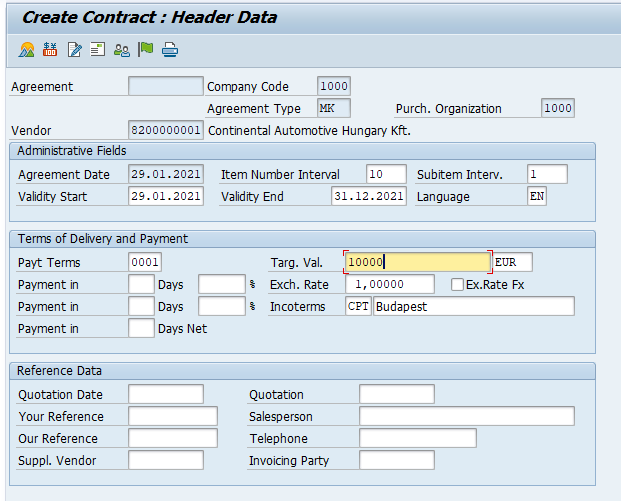 Create Contract : Header Data
Agreement Company Code 1000
Agreement Type MK Purch. Organization 1000
Vendor 8200000001 Continental Automotive Hungary Kft.
Administrative Fields
Agreement Date 29.01.2021 Item Number Interval 10 Subitem Interv. 1
Validity Start 29.01.2021 Validity End 31.12.2021 Language EN
Terms of Delivery and Payment
Payt Terms 0001 Targ. Val. 10000 EUR
Payment in Days % Exch. Rate 1,00000 Ex.Rate Fx
Payment in Days % Incoterms CPT Budapest
Payment in Days Net
Reference Data
Quotation Date Quotation
Your Reference Salesperson
Our Reference Telephone
Suppl. Vendor Invoicing Party